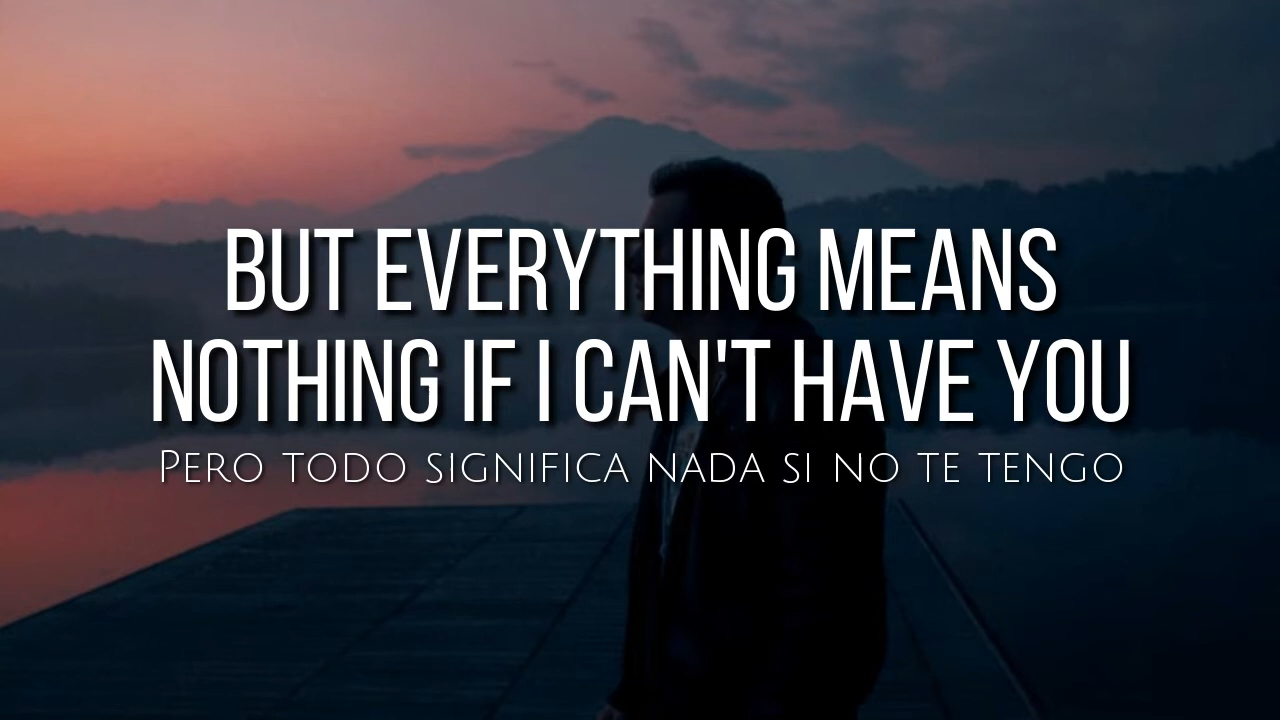 BUT EVERYTHING MEANS
NOTHING IF I CAN'T HAVE YOU
PERO TODO SIGNIFICA NADA SI NO TE TENGO